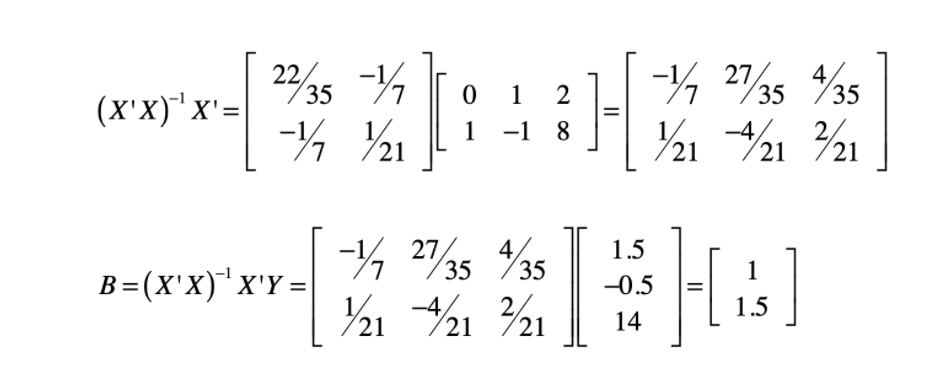 (X'X)⁻¹ X' = [ 22/35 −1/7 ; −1/7 1/21 ] [ 0 1 2 ; 1 −1 8 ] = [ −1/7 27/35 4/35 ; 1/21 −4/21 2/21 ]
B = (X'X)⁻¹ X'Y = [ −1/7 27/35 4/35 ; 1/21 −4/21 2/21 ] [ 1.5 ; −0.5 ; 14 ] = [ 1 ; 1.5 ]